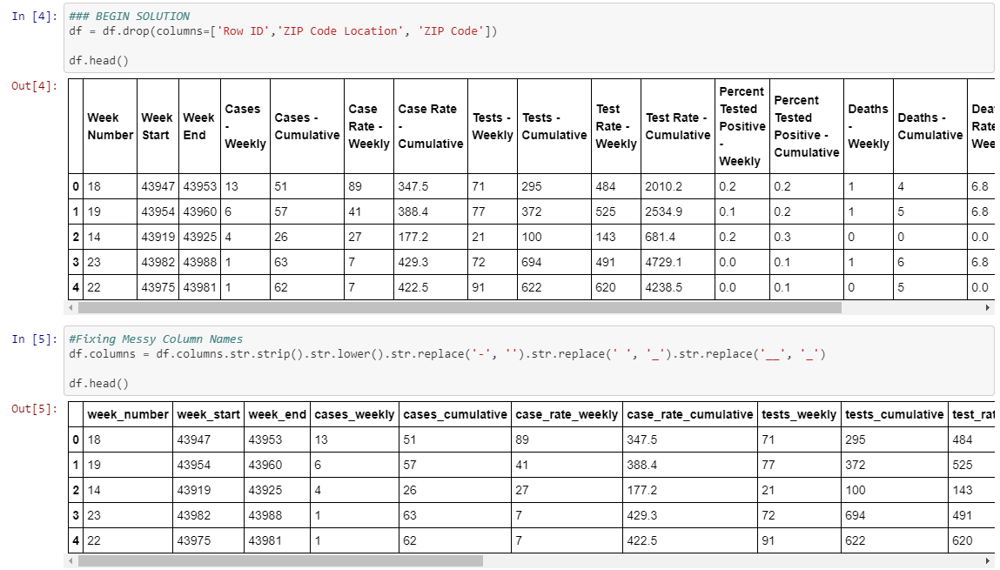 In [4]: ### BEGIN SOLUTION
df = df.drop(columns=['Row ID','ZIP Code Location', 'ZIP Code'])
df.head()
Out[4]:
Week Number Week Start Week End Cases - Weekly Cases - Cumulative Case Rate - Weekly Case Rate - Cumulative Tests - Weekly Tests - Cumulative Test Rate - Weekly Test Rate - Cumulative Percent Tested Positive - Weekly Percent Tested Positive - Cumulative Deaths - Weekly Deaths - Cumulative
0 18 43947 43953 13 51 89 347.5 71 295 484 2010.2 0.2 0.2 1 4 6.8
1 19 43954 43960 6 57 41 388.4 77 372 525 2534.9 0.1 0.2 1 5 6.8
2 14 43919 43925 4 26 27 177.2 21 100 143 681.4 0.2 0.3 0 0 0.0
3 23 43982 43988 1 63 7 429.3 72 694 491 4729.1 0.0 0.1 1 6 6.8
4 22 43975 43981 1 62 7 422.5 91 622 620 4238.5 0.0 0.1 0 5 0.0
In [5]: #Fixing Messy Column Names
df.columns = df.columns.str.strip().str.lower().str.replace('-', '').str.replace(' ', '_').str.replace('__', '_')
df.head()
Out[5]:
week_number week_start week_end cases_weekly cases_cumulative case_rate_weekly case_rate_cumulative tests_weekly tests_cumulative test_rat
0 18 43947 43953 13 51 89 347.5 71 295 484
1 19 43954 43960 6 57 41 388.4 77 372 525
2 14 43919 43925 4 26 27 177.2 21 100 143
3 23 43982 43988 1 63 7 429.3 72 694 491
4 22 43975 43981 1 62 7 422.5 91 622 620